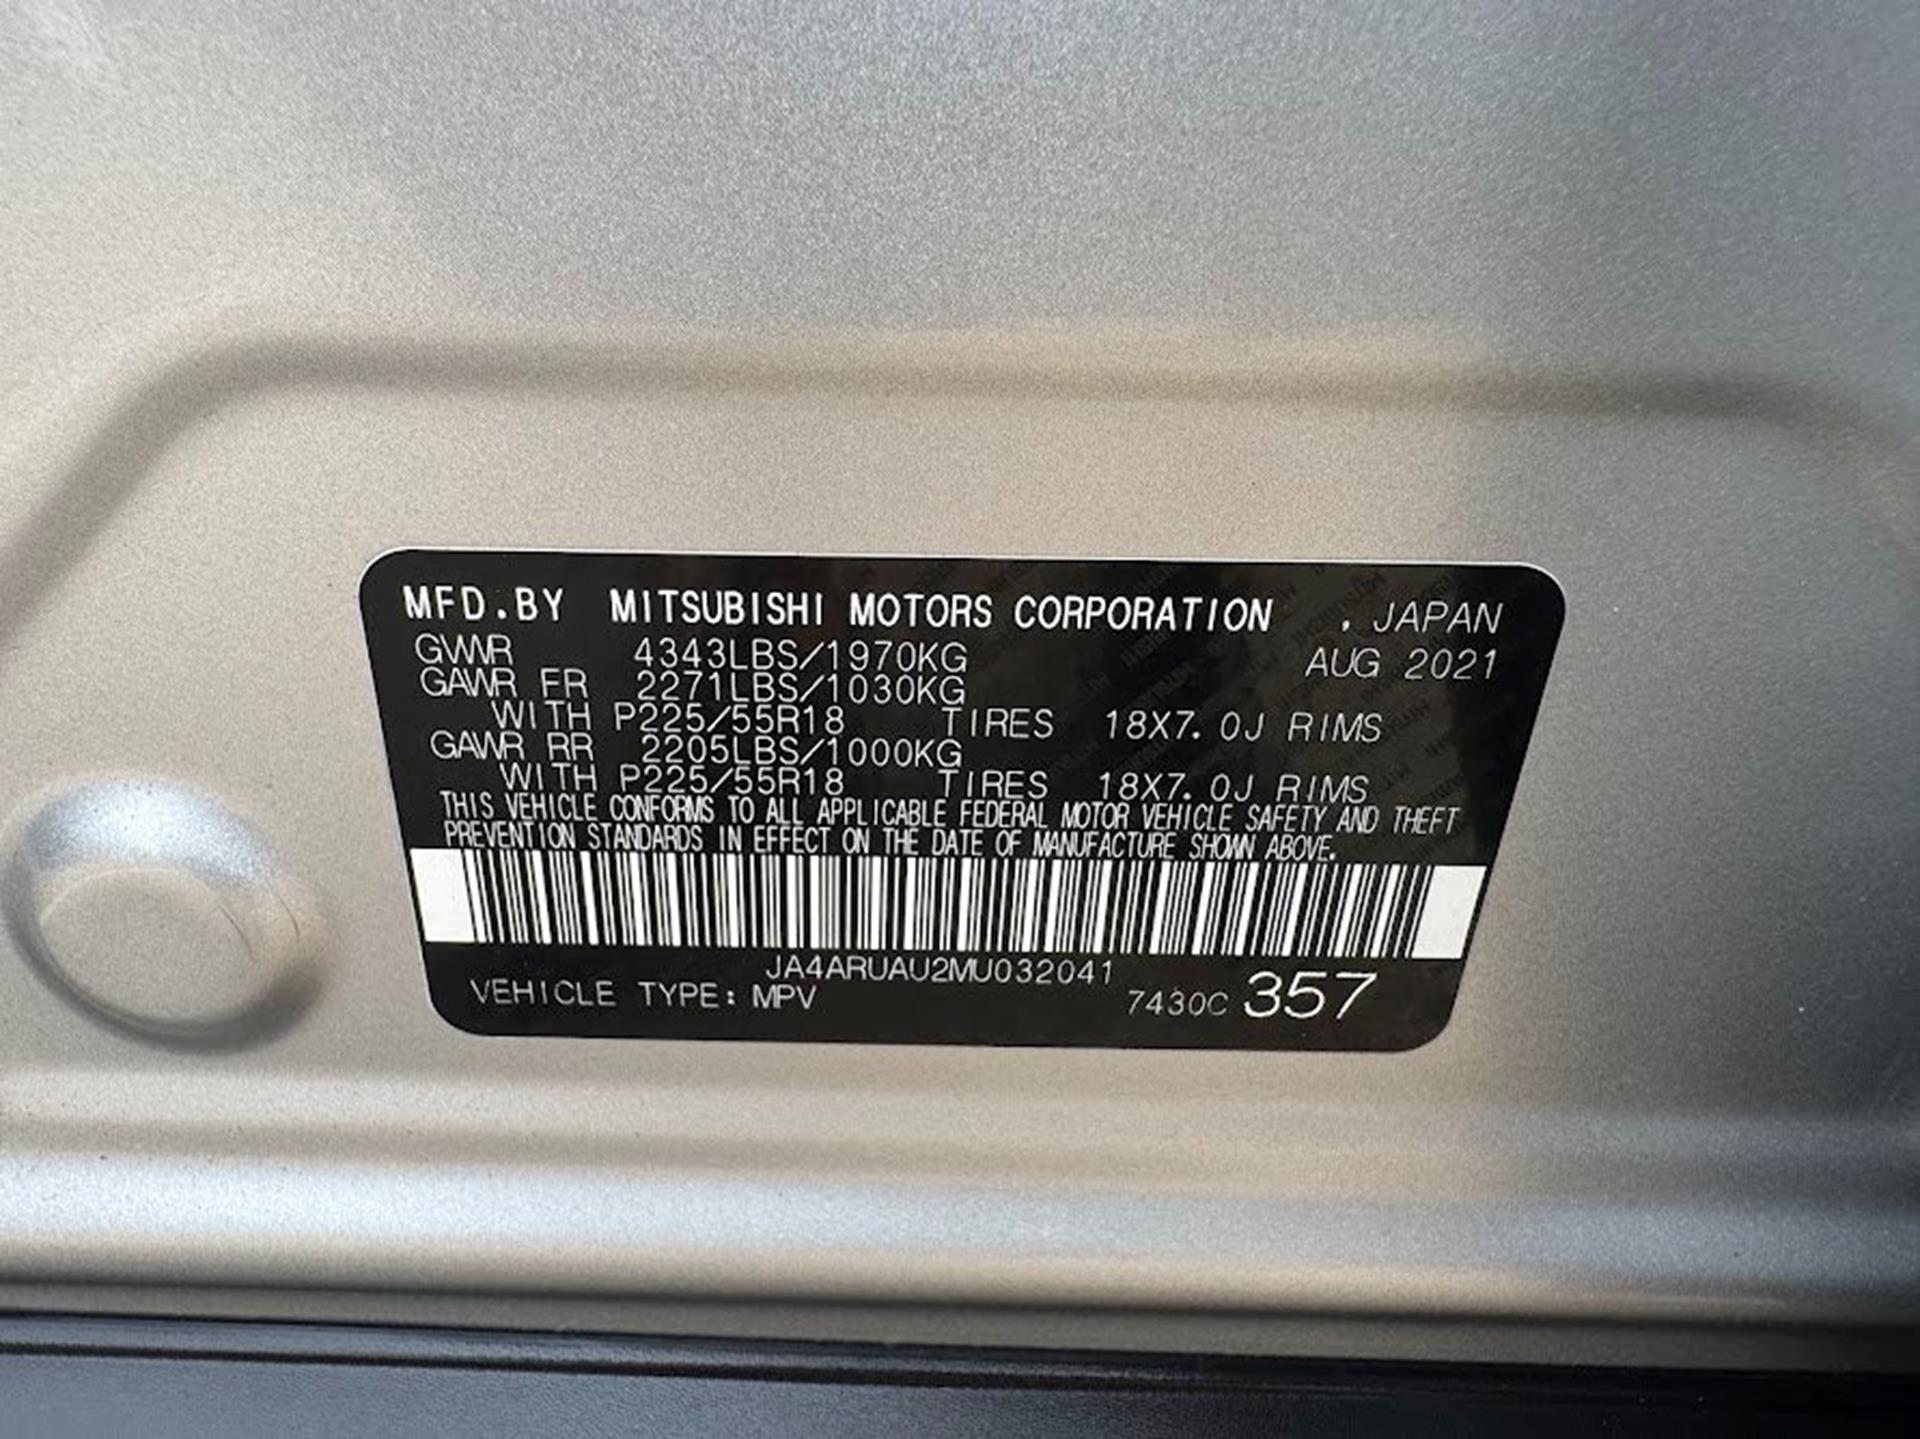 MFD.BY MITSUBISHI MOTORS CORPORATION , JAPAN
GVWR 4343LBS/1970KG AUG 2021
GAWR FR 2271LBS/1030KG
WITH P225/55R18 TIRES 18X7.0J RIMS
GAWR RR 2205LBS/1000KG
WITH P225/55R18 TIRES 18X7.0J RIMS
THIS VEHICLE CONFORMS TO ALL APPLICABLE FEDERAL MOTOR VEHICLE SAFETY AND THEFT
PREVENTION STANDARDS IN EFFECT ON THE DATE OF MANUFACTURE SHOWN ABOVE.
JA4ARUAU2MU032041
VEHICLE TYPE: MPV 7430C 357